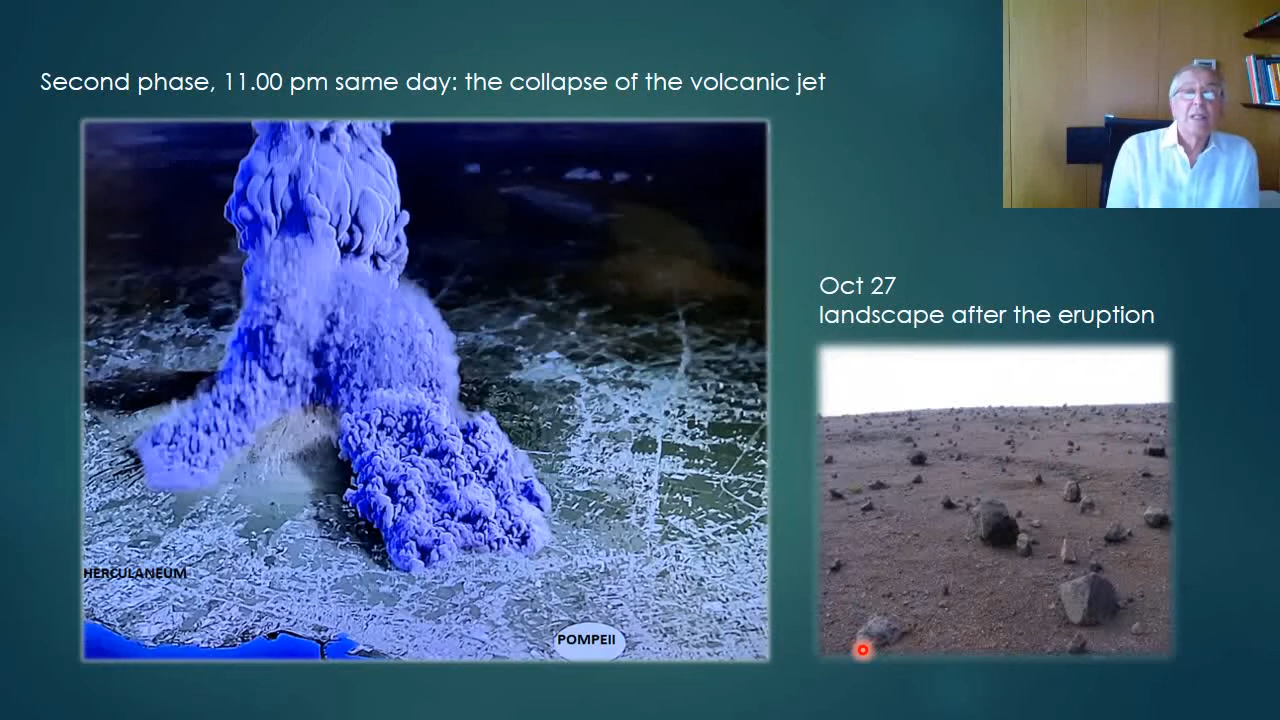 Second phase, 11.00 pm same day: the collapse of the volcanic jet
Oct 27
landscape after the eruption
HERCULANEUM
POMPEII